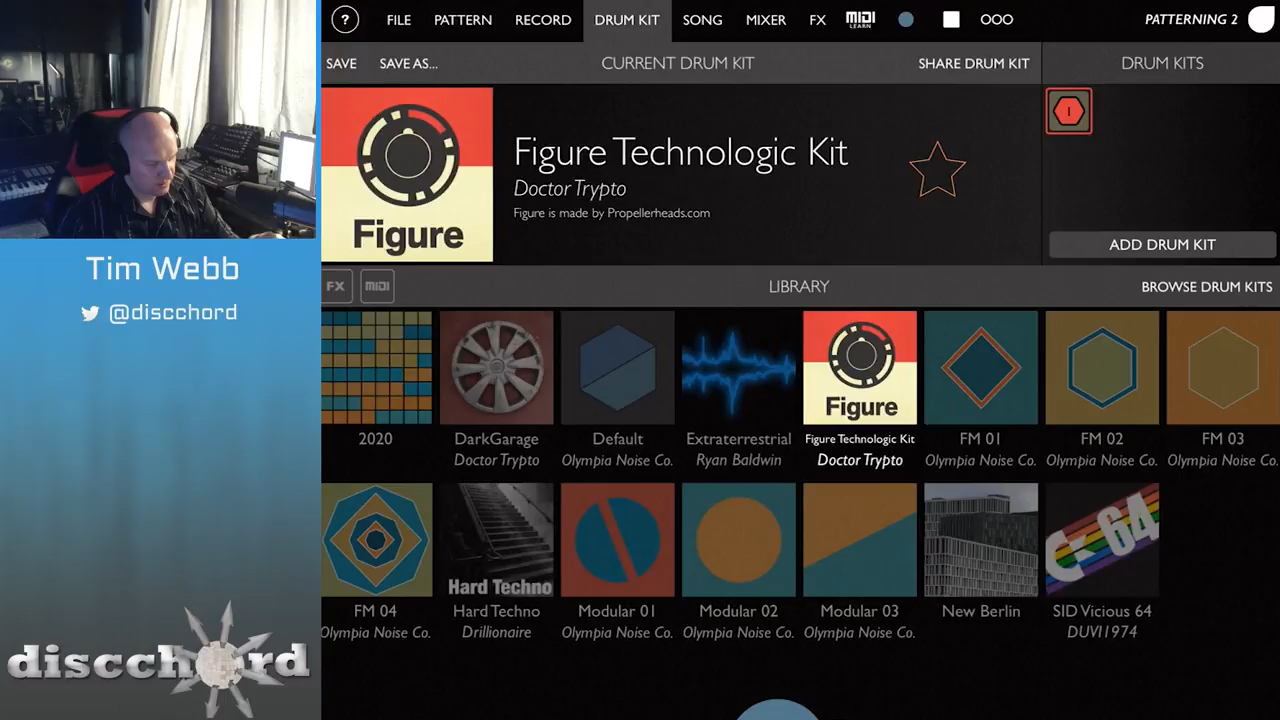 ?
FILE
PATTERN
RECORD
DRUM KIT
SONG
MIXER
FX
MIDI
LEARN
PATTERNING 2
SAVE
SAVE AS...
CURRENT DRUM KIT
SHARE DRUM KIT
DRUM KITS
Figure
Figure Technologic Kit
Doctor Trypto
Figure is made by Propellerheads.com
I
ADD DRUM KIT
Tim Webb
@discchord
FX
MIDI
LIBRARY
BROWSE DRUM KITS
Figure
2020
DarkGarage
Doctor Trypto
Default
Olympia Noise Co.
Extraterrestrial
Ryan Baldwin
Figure Technologic Kit
Doctor Trypto
FM 01
Olympia Noise Co.
FM 02
Olympia Noise Co.
FM 03
Olympia Noise Co.
Hard Techno
C 64
FM 04
Olympia Noise Co.
Hard Techno
Drillionaire
Modular 01
Olympia Noise Co.
Modular 02
Olympia Noise Co.
Modular 03
Olympia Noise Co.
New Berlin
SID Vicious 64
DUVI1974
discchord